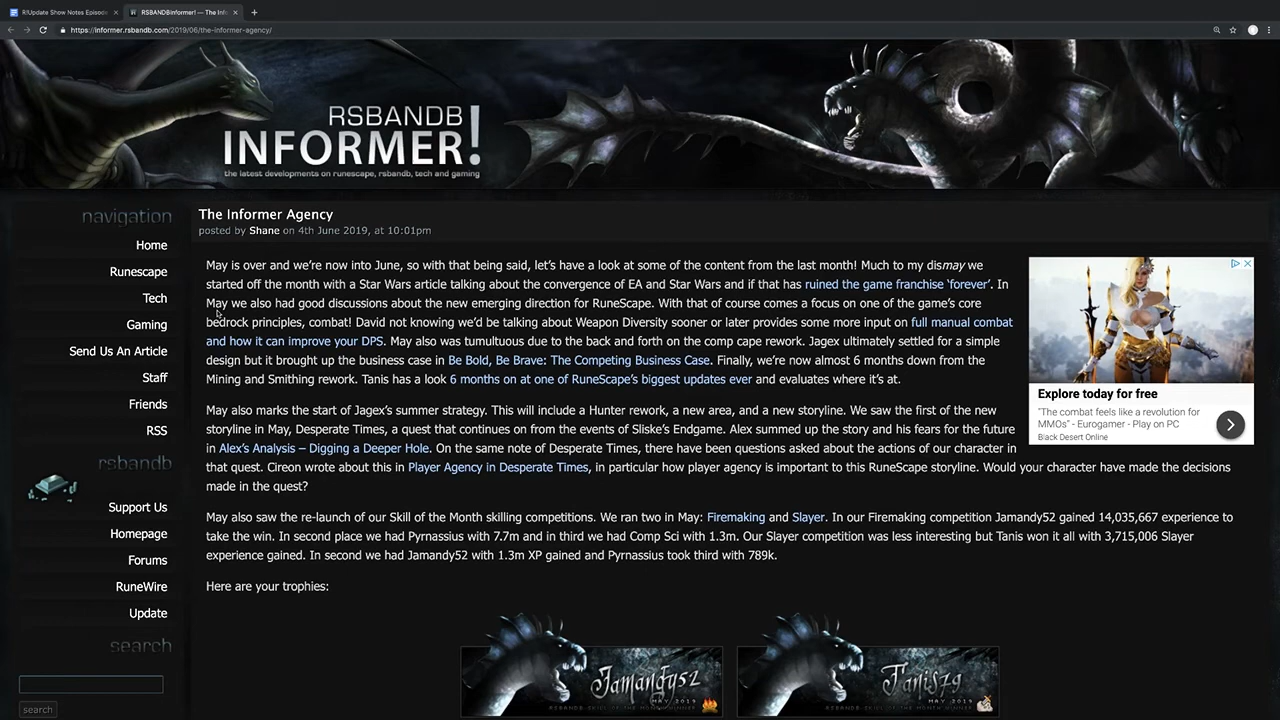 R!Update Show Notes Episod
RSBANDBInformer! — The Inf
https://informer.rsbandb.com/2019/06/the-informer-agency/
RSBANDB
INFORMER!
the latest developments on runescape, rsbandb, tech and gaming
navigation
Home
Runescape
Tech
Gaming
Send Us An Article
Staff
Friends
RSS
rsbandb
Support Us
Homepage
Forums
RuneWire
Update
search
search
The Informer Agency
posted by Shane on 4th June 2019, at 10:01pm
May is over and we're now into June, so with that being said, let's have a look at some of the content from the last month! Much to my dismay we
started off the month with a Star Wars article talking about the convergence of EA and Star Wars and if that has ruined the game franchise 'forever'. In
May we also had good discussions about the new emerging direction for RuneScape. With that of course comes a focus on one of the game's core
bedrock principles, combat! David not knowing we'd be talking about Weapon Diversity sooner or later provides some more input on full manual combat
and how it can improve your DPS. May also was tumultuous due to the back and forth on the comp cape rework. Jagex ultimately settled for a simple
design but it brought up the business case in Be Bold, Be Brave: The Competing Business Case. Finally, we're now almost 6 months down from the
Mining and Smithing rework. Tanis has a look 6 months on at one of RuneScape's biggest updates ever and evaluates where it's at.
May also marks the start of Jagex's summer strategy. This will include a Hunter rework, a new area, and a new storyline. We saw the first of the new
storyline in May, Desperate Times, a quest that continues on from the events of Sliske's Endgame. Alex summed up the story and his fears for the future
in Alex's Analysis – Digging a Deeper Hole. On the same note of Desperate Times, there have been questions asked about the actions of our character in
that quest. Cireon wrote about this in Player Agency in Desperate Times, in particular how player agency is important to this RuneScape storyline. Would your character have made the decisions
made in the quest?
May also saw the re-launch of our Skill of the Month skilling competitions. We ran two in May: Firemaking and Slayer. In our Firemaking competition Jamandy52 gained 14,035,667 experience to
take the win. In second place we had Pyrnassius with 7.7m and in third we had Comp Sci with 1.3m. Our Slayer competition was less interesting but Tanis won it all with 3,715,006 Slayer
experience gained. In second we had Jamandy52 with 1.3m XP gained and Pyrnassius took third with 789k.
Here are your trophies:
Explore today for free
"The combat feels like a revolution for
MMOs" - Eurogamer - Play on PC
Black Desert Online
Jamandy52
MAY 2019
RSBANDB SKILL OF THE MONTH WINNER
Tanis79
MAY 2019
RSBANDB SKILL OF THE MONTH WINNER